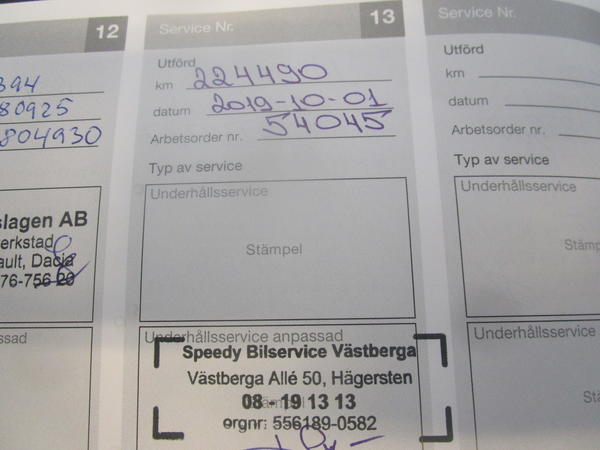 12
394
80925
804930
slagen AB
erkstad
ault, Dacia
76-756 20
ssad
Service Nr. 13
Utförd
km 224490
datum 2019-10-01
Arbetsorder nr. 54045
Typ av service
Underhållsservice
Stämpel
Underhållsservice anpassad
Speedy Bilservice Västberga
Västberga Allé 50, Hägersten
08 - 19 13 13
orgnr: 556189-0582
Service Nr.
Utförd
km
datum
Arbetsorder nr.
Typ av service
Underhållsservice
Stämp
Underhållsservice
Stä